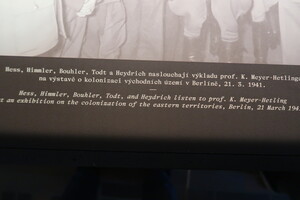 Hess, Himmler, Bouhler, Todt a Heydrich naslouchají výkladu prof. K. Meyer-Hetlinga
na výstavě o kolonizaci východních území v Berlíně, 21. 3. 1941.
Hess, Himmler, Bouhler, Todt, and Heydrich listen to prof. K. Meyer-Hetling
at an exhibition on the colonization of the eastern territories, Berlin, 21 March 1941